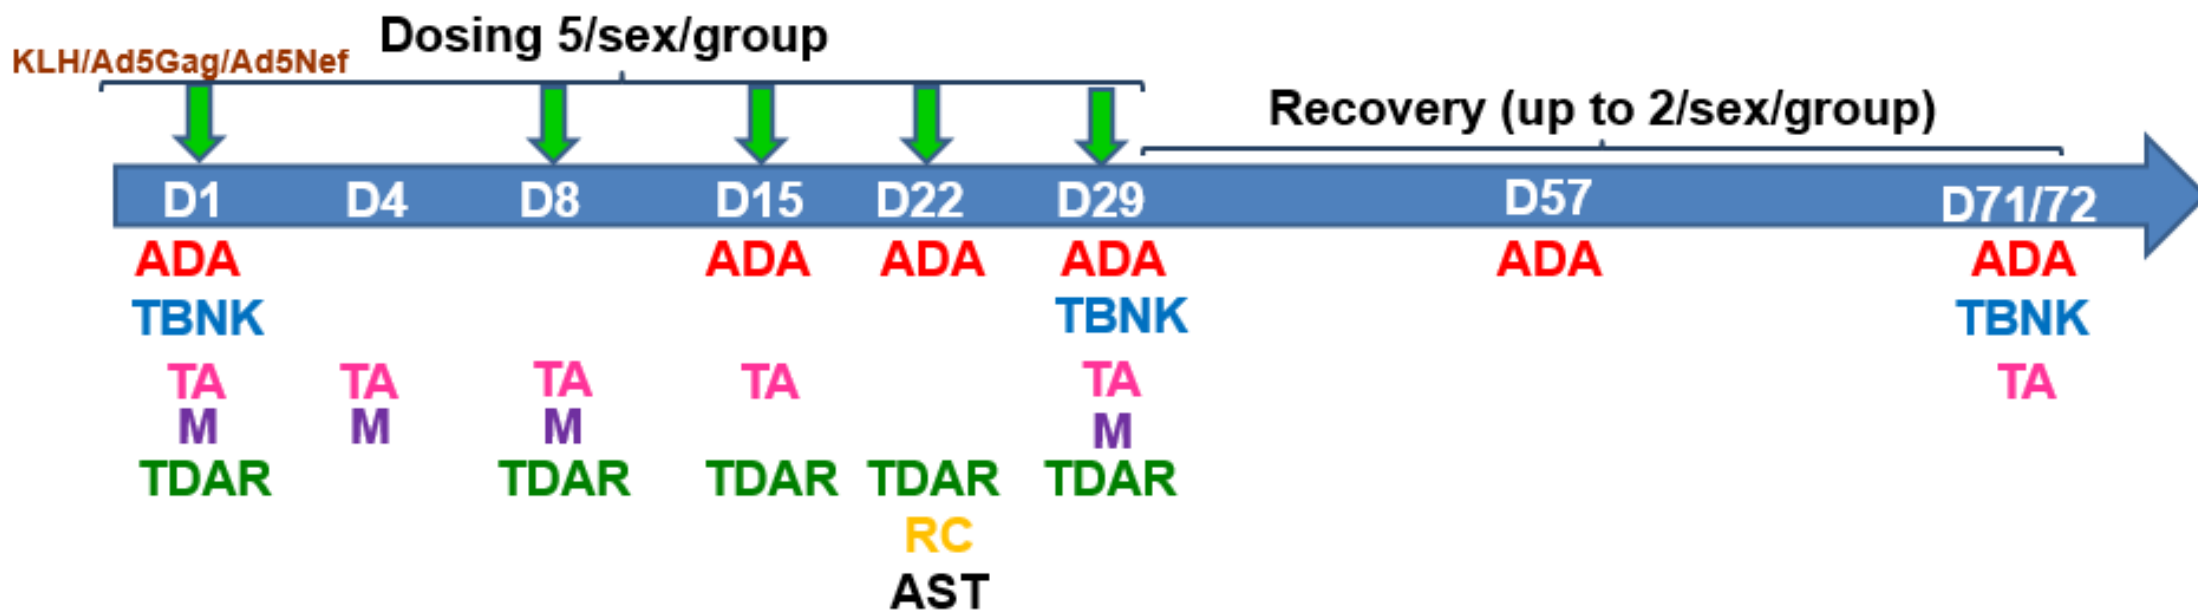 Dosing 5/sex/group
KLH/Ad5Gag/Ad5Nef
Recovery (up to 2/sex/group)
D1 D4 D8 D15 D22 D29 D57 D71/72
ADA ADA ADA ADA ADA ADA
TBNK TBNK TBNK
TA TA TA TA TA TA
M M M M
TDAR TDAR TDAR TDAR TDAR
RC
AST